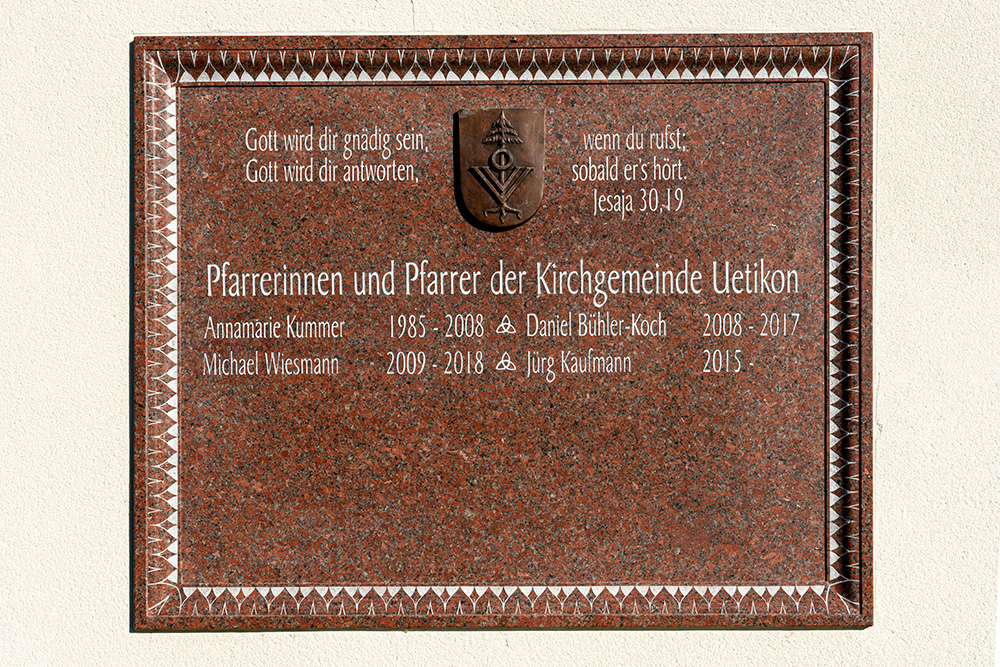 Gott wird dir gnädig sein, wenn du rufst;
Gott wird dir antworten, sobald er's hört.
Jesaja 30,19
Pfarrerinnen und Pfarrer der Kirchgemeinde Uetikon
Annamarie Kummer 1985 - 2008 Daniel Bühler-Koch 2008 - 2017
Michael Wiesmann 2009 - 2018 Jürg Kaufmann 2015 -